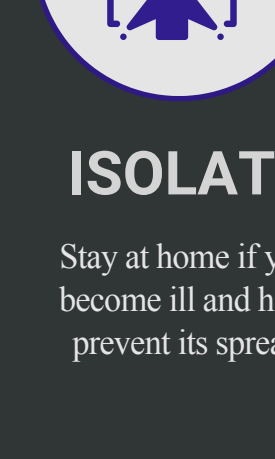 ISOLAT
Stay at home if y
become ill and h
prevent its sprea